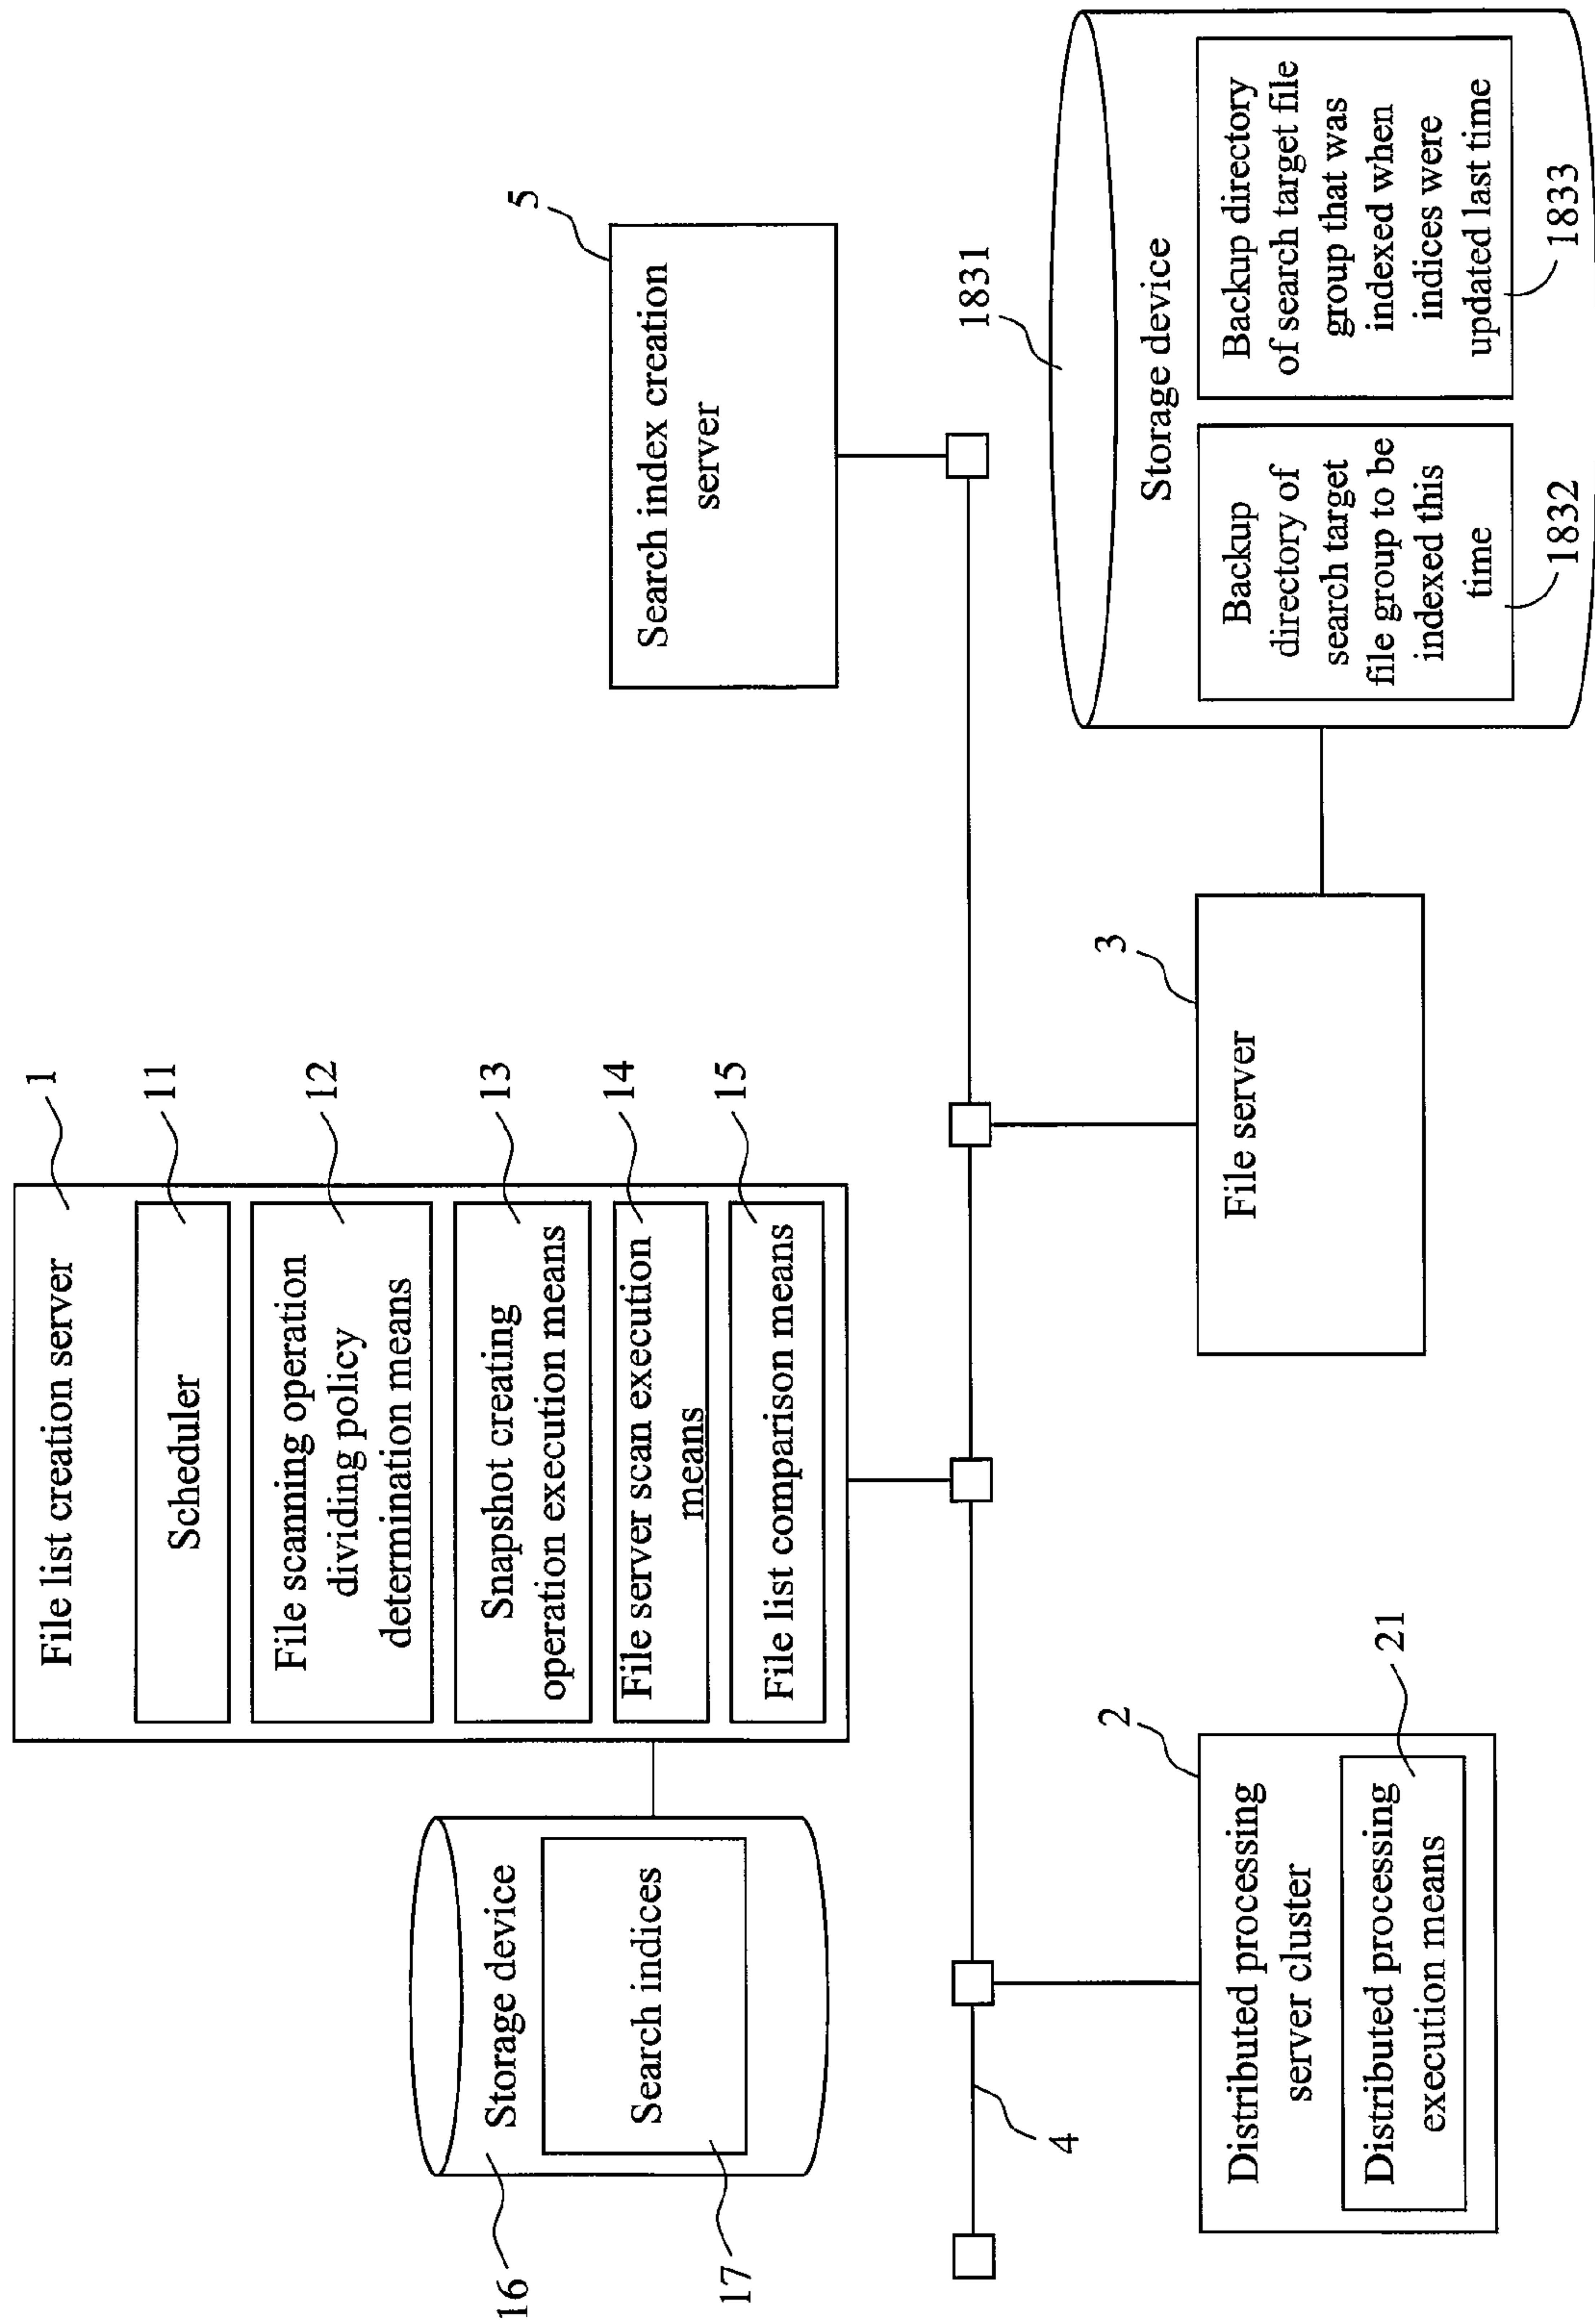 File list creation server
1
Scheduler
11
File scanning operation
dividing policy
determination means
12
Snapshot creating
operation execution means
13
File server scan execution
means
14
File list comparison means
15
Storage device
Search indices
16
17
Search index creation
server
5
4
Distributed processing
server cluster
2
Distributed processing
execution means
21
File server
3
1831
Storage device
Backup
directory of
search target
file group to be
indexed this
time
1832
Backup directory
of search target file
group that was
indexed when
indices were
updated last time
1833